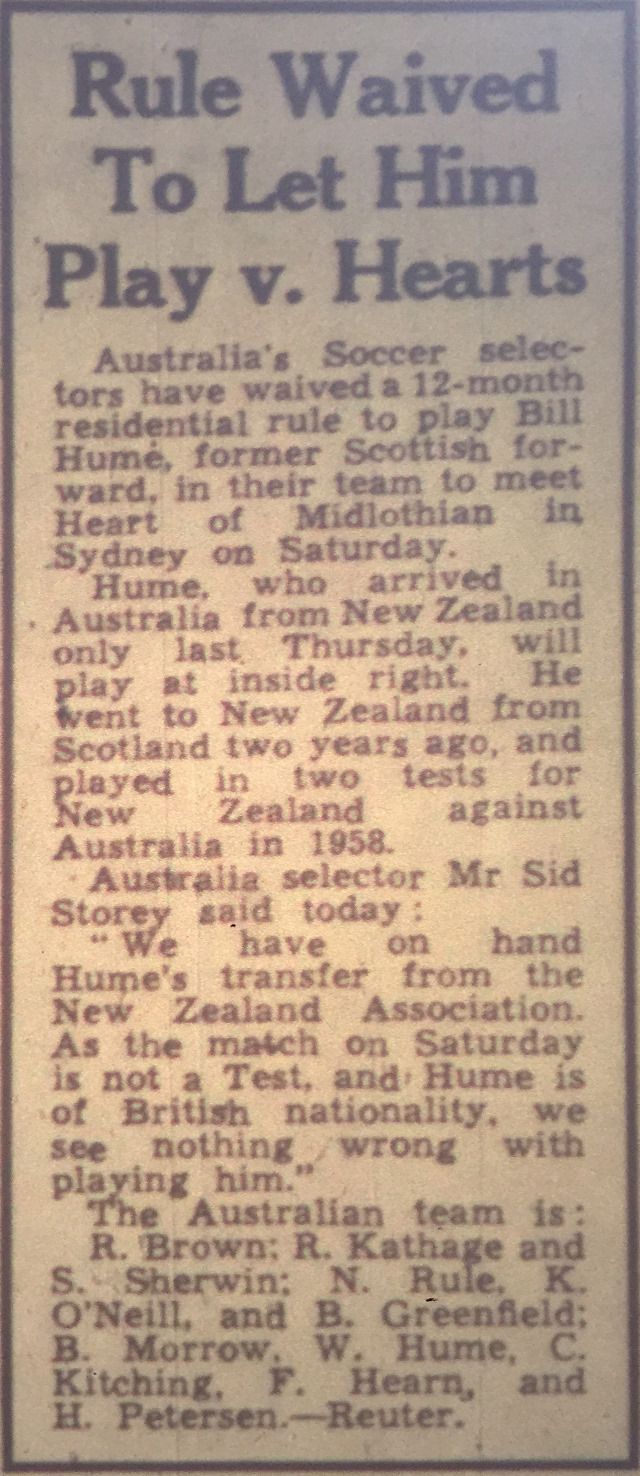 Rule Waived
To Let Him
Play v. Hearts
Australia's Soccer selec-
tors have waived a 12-month
residential rule to play Bill
Hume, former Scottish for-
ward, in their team to meet
Heart of Midlothian in
Sydney on Saturday.
Hume, who arrived in
Australia from New Zealand
only last Thursday, will
play at inside right. He
went to New Zealand from
Scotland two years ago, and
played in two tests for
New Zealand against
Australia in 1958.
Australia selector Mr Sid
Storey said today:
"We have on hand
Hume's transfer from the
New Zealand Association.
As the match on Saturday
is not a Test, and Hume is
of British nationality, we
see nothing wrong with
playing him."
The Australian team is:
R. Brown; R. Kathage and
S. Sherwin; N. Rule, K.
O'Neill, and B. Greenfield;
B. Morrow, W. Hume, C.
Kitching, F. Hearn, and
H. Petersen.—Reuter.